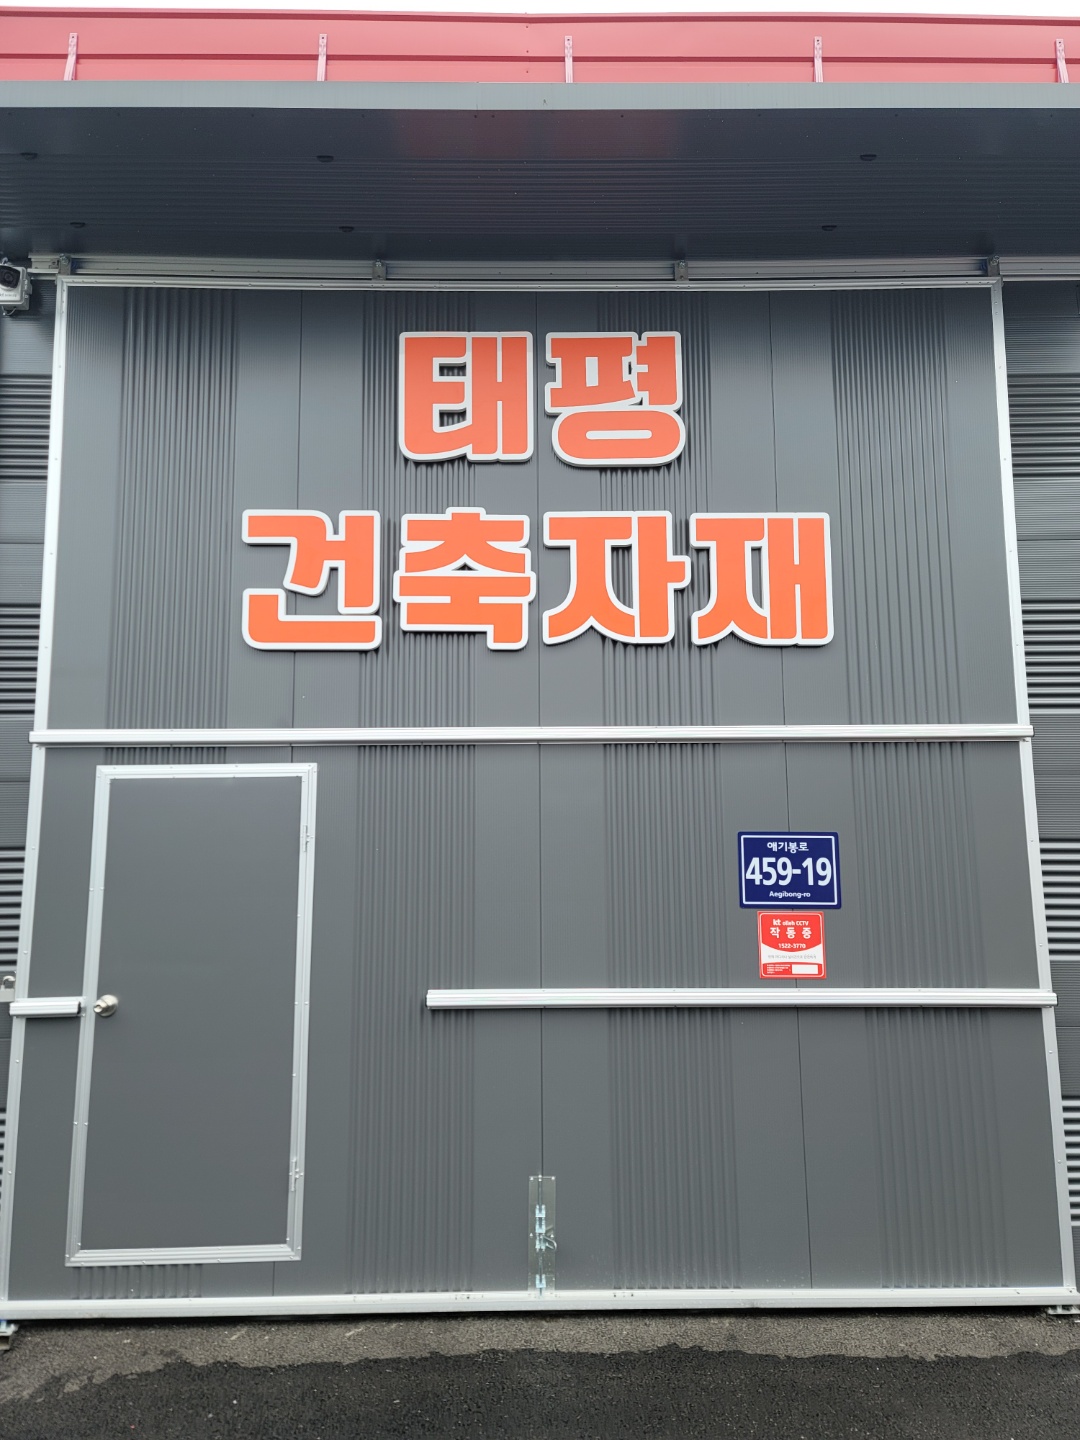 태평
건축자재
애기봉로
459-19
Aegibong-ro
kt olleh CCTV
작동중
1522-3770